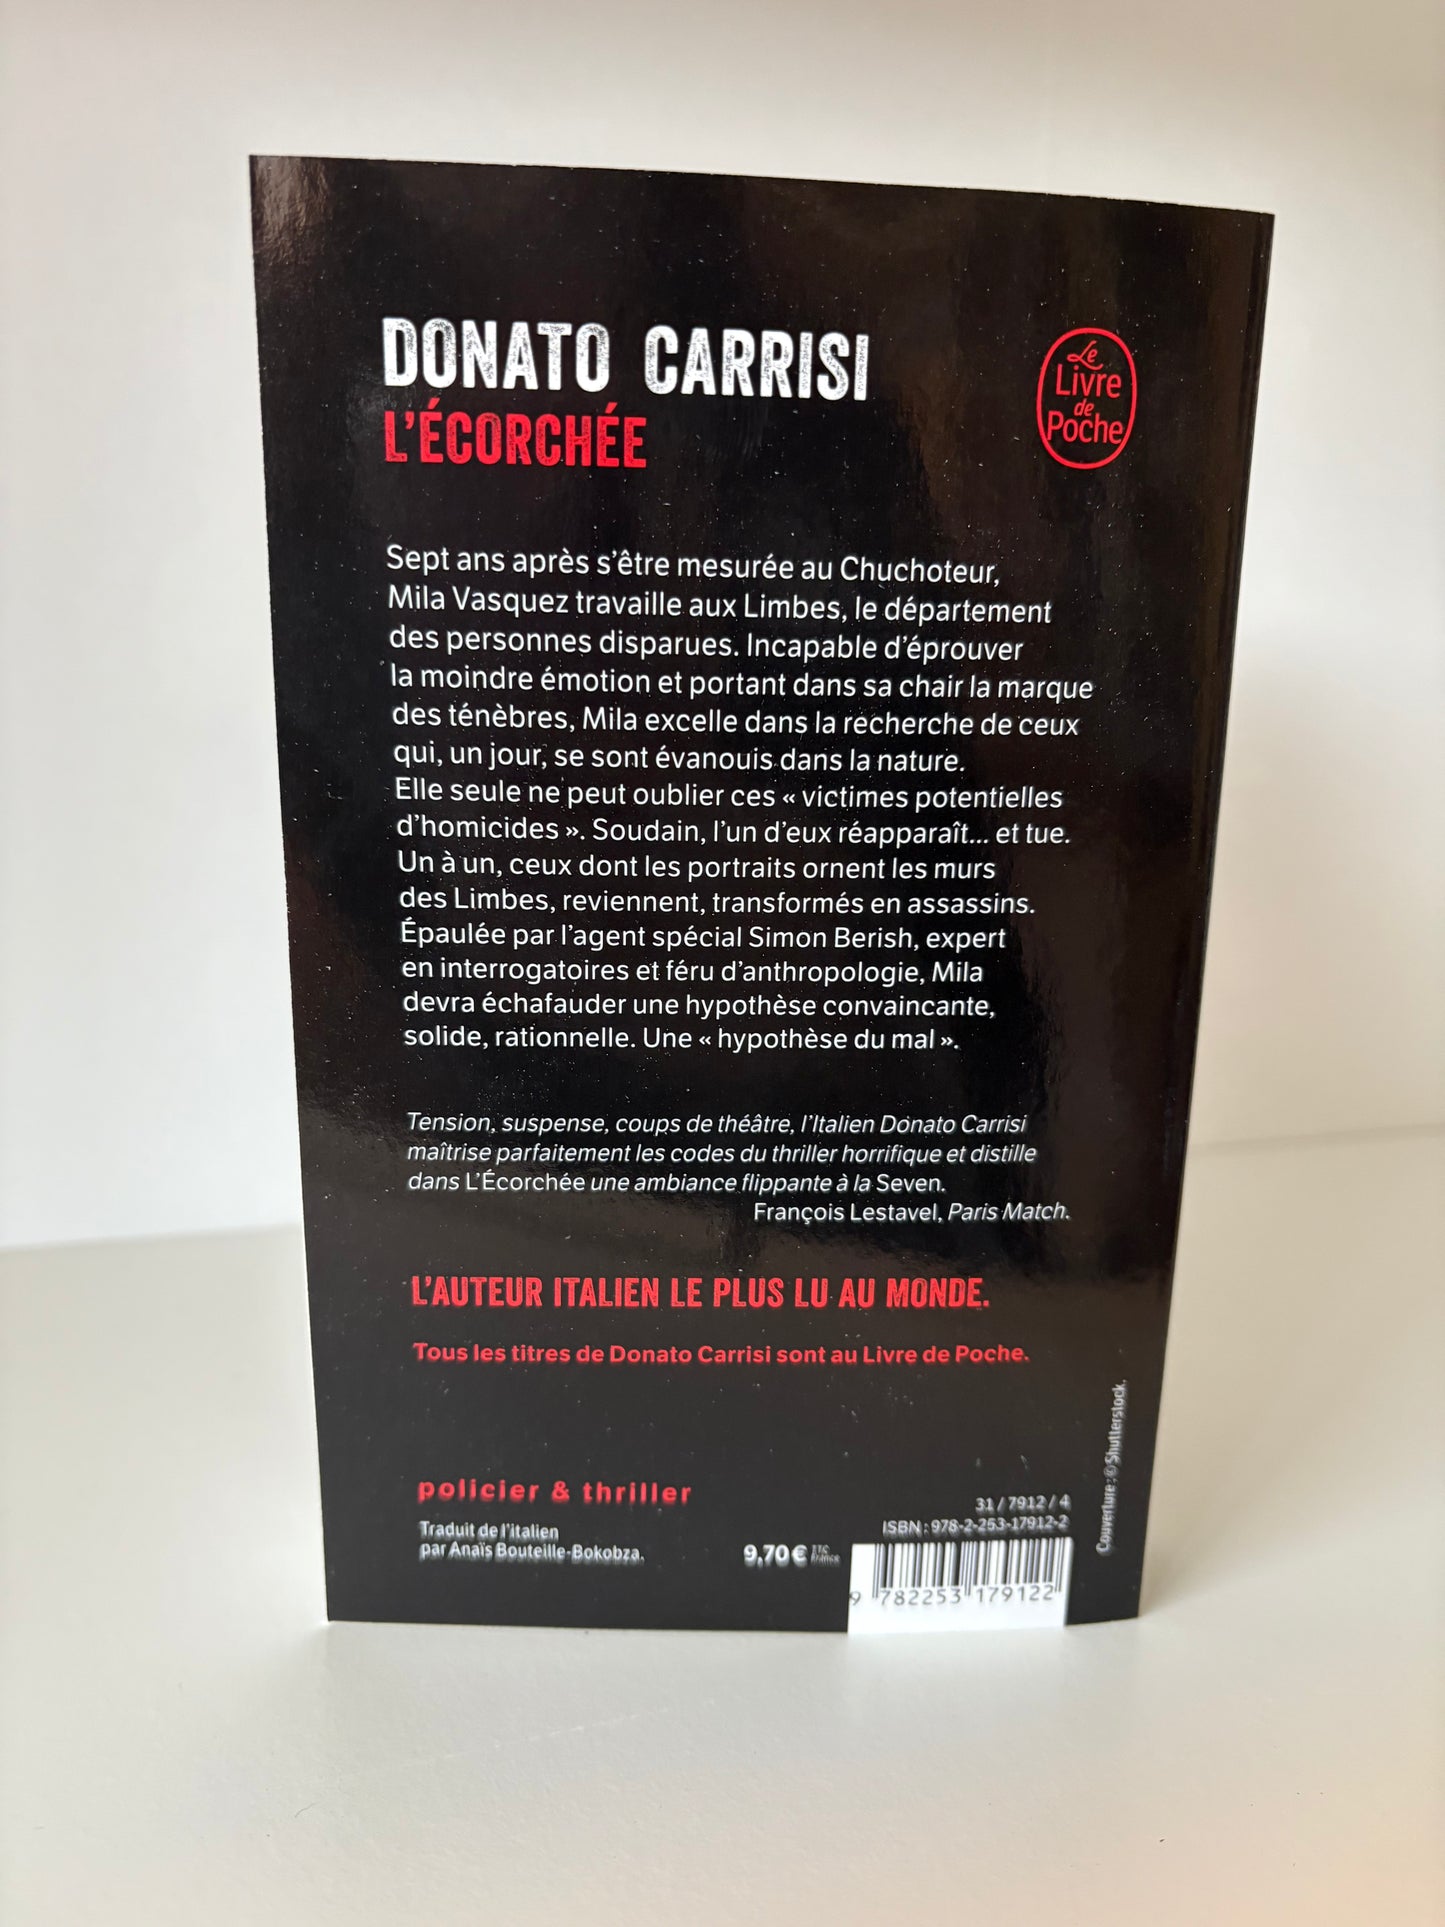 DONATO CARRISI
L'ÉCORCHÉE
Le
Livre
de
Poche
Sept ans après s'être mesurée au Chuchoteur,
Mila Vasquez travaille aux Limbes, le département
des personnes disparues. Incapable d'éprouver
la moindre émotion et portant dans sa chair la marque
des ténèbres, Mila excelle dans la recherche de ceux
qui, un jour, se sont évanouis dans la nature.
Elle seule ne peut oublier ces « victimes potentielles
d'homicides ». Soudain, l'un d'eux réapparaît... et tue.
Un à un, ceux dont les portraits ornent les murs
des Limbes, reviennent, transformés en assassins.
Épaulée par l'agent spécial Simon Berish, expert
en interrogatoires et féru d'anthropologie, Mila
devra échafauder une hypothèse convaincante,
solide, rationnelle. Une « hypothèse du mal ».
Tension, suspense, coups de théâtre, l'Italien Donato Carrisi
maîtrise parfaitement les codes du thriller horrifique et distille
dans L'Écorchée une ambiance flippante à la Seven.
François Lestavel, Paris Match.
L'AUTEUR ITALIEN LE PLUS LU AU MONDE.
Tous les titres de Donato Carrisi sont au Livre de Poche.
Couverture : © Shutterstock.
policier & thriller
Traduit de l'italien
par Anaïs Bouteille-Bokobza.
9,70 € TTC
France
31 / 7912 / 4
ISBN : 978-2-253-17912-2
9 782253 179122